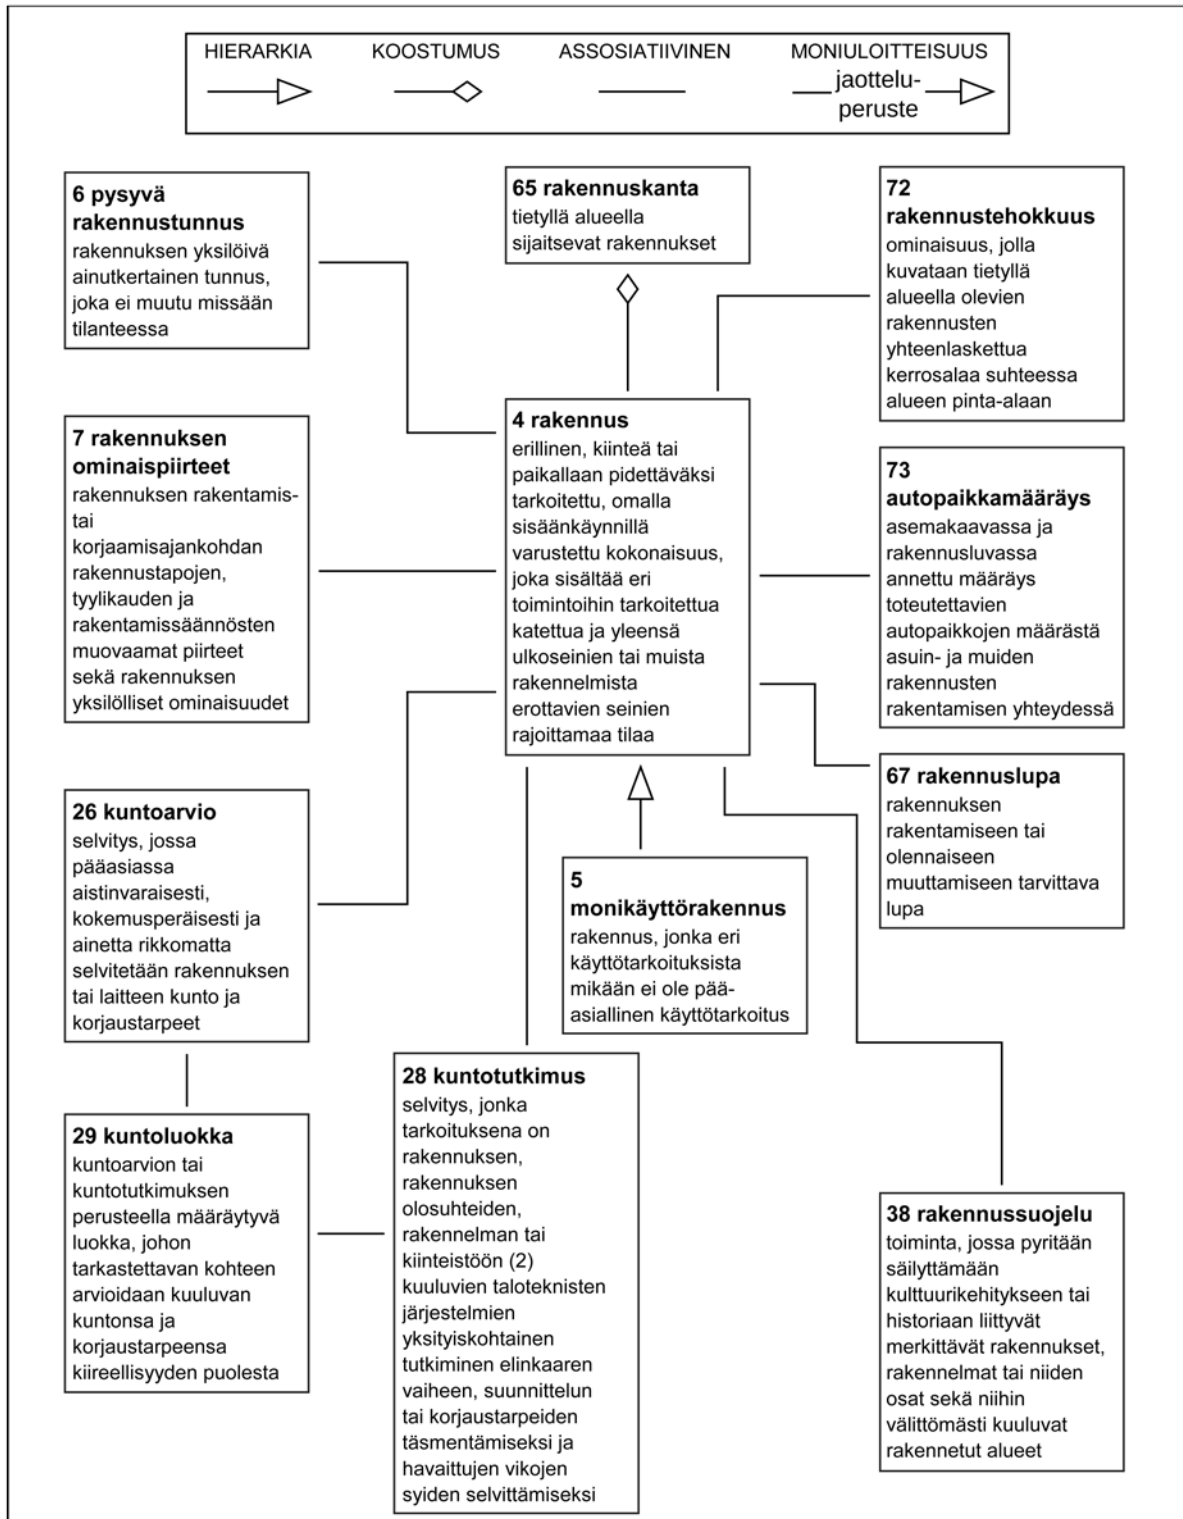 HIERARKIA
KOOSTUMUS
ASSOSIATIIVINEN
MONIULOITTEISUUS
jaottelu-
peruste
6 pysyvä
rakennustunnus
rakennuksen yksilöivä
ainutkertainen tunnus,
joka ei muutu missään
tilanteessa
65 rakennuskanta
tietyllä alueella
sijaitsevat rakennukset
72
rakennustehokkuus
ominaisuus, jolla
kuvataan tietyllä
alueella olevien
rakennusten
yhteenlaskettua
kerrosalaa suhteessa
alueen pinta-alaan
7 rakennuksen
ominaispiirteet
rakennuksen rakentamis-
tai
korjaamisajankohdan
rakennustapojen,
tyylikauden ja
rakentamissäännösten
muovaamat piirteet
sekä rakennuksen
yksilölliset ominaisuudet
4 rakennus
erillinen, kiinteä tai
paikallaan pidettäväksi
tarkoitettu, omalla
sisäänkäynnillä
varustettu kokonaisuus,
joka sisältää eri
toimintoihin tarkoitettua
katettua ja yleensä
ulkoseinien tai muista
rakennelmista
erottavien seinien
rajoittamaa tilaa
73
autopaikkamääräys
asemakaavassa ja
rakennusluvassa
annettu määräys
toteutettavien
autopaikkojen määrästä
asuin- ja muiden
rakennusten
rakentamisen yhteydessä
67 rakennuslupa
rakennuksen
rakentamiseen tai
olennaiseen
muuttamiseen tarvittava
lupa
26 kuntoarvio
selvitys, jossa
pääasiassa
aistinvaraisesti,
kokemusperäisesti ja
ainetta rikkomatta
selvitetään rakennuksen
tai laitteen kunto ja
korjaustarpeet
5
monikäyttörakennus
rakennus, jonka eri
käyttötarkoituksista
mikään ei ole pää-
asiallinen käyttötarkoitus
29 kuntoluokka
kuntoarvion tai
kuntotutkimuksen
perusteella määräytyvä
luokka, johon
tarkastettavan kohteen
arvioidaan kuuluvan
kuntonsa ja
korjaustarpeensa
kiireellisyyden puolesta
28 kuntotutkimus
selvitys, jonka
tarkoituksena on
rakennuksen,
rakennuksen
olosuhteiden,
rakennelman tai
kiinteistöön (2)
kuuluvien taloteknisten
järjestelmien
yksityiskohtainen
tutkiminen elinkaaren
vaiheen, suunnittelun
tai korjaustarpeiden
täsmentämiseksi ja
havaittujen vikojen
syiden selvittämiseksi
38 rakennussuojelu
toiminta, jossa pyritään
säilyttämään
kulttuurikehitykseen tai
historiaan liittyvät
merkittävät rakennukset,
rakennelmat tai niiden
osat sekä niihin
välittömästi kuuluvat
rakennetut alueet